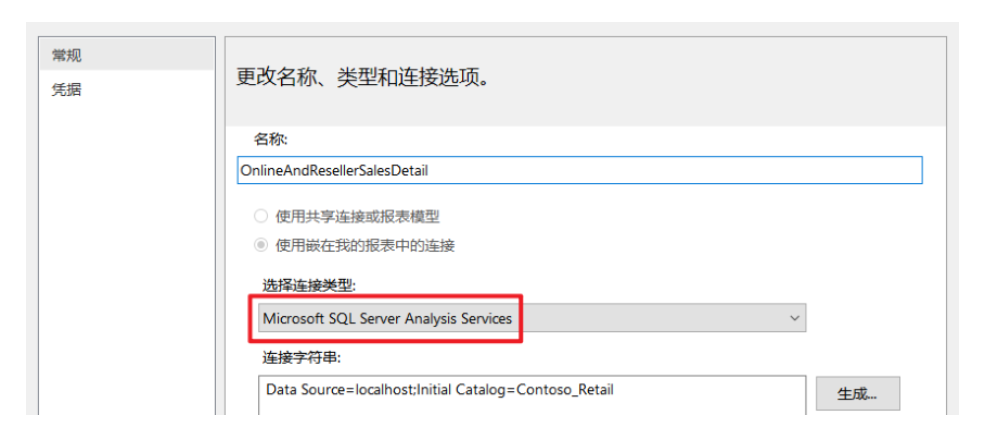 常规
凭据
更改名称、类型和连接选项。
名称:
OnlineAndResellerSalesDetail
使用共享连接或报表模型
使用嵌在我的报表中的连接
选择连接类型:
Microsoft SQL Server Analysis Services
连接字符串:
Data Source=localhost;Initial Catalog=Contoso_Retail
生成...